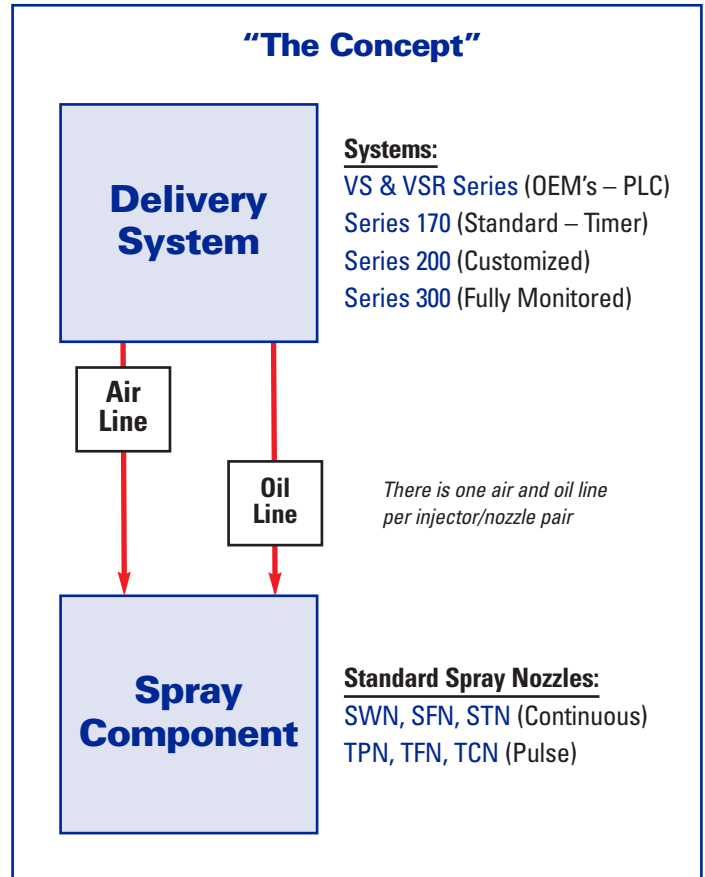 “The Concept”
Delivery
System
Systems:
VS & VSR Series (OEM's – PLC)
Series 170 (Standard – Timer)
Series 200 (Customized)
Series 300 (Fully Monitored)
Air
Line
Oil
Line
There is one air and oil line
per injector/nozzle pair
Spray
Component
Standard Spray Nozzles:
SWN, SFN, STN (Continuous)
TPN, TFN, TCN (Pulse)